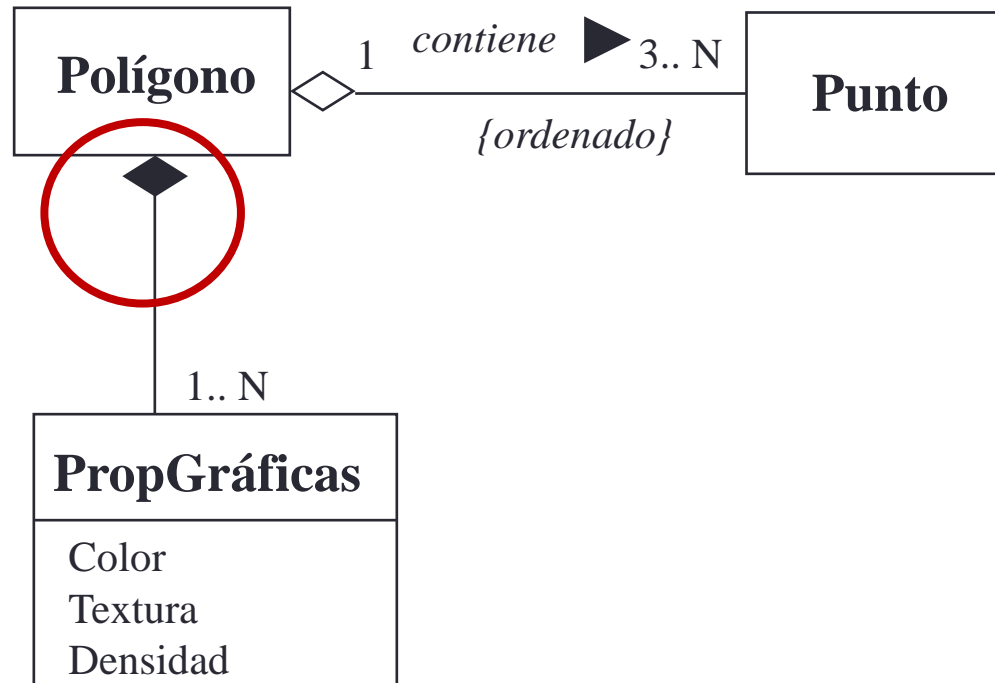 Polígono
1 contiene 3.. N
Punto
{ordenado}
1.. N
PropGráficas
Color
Textura
Densidad